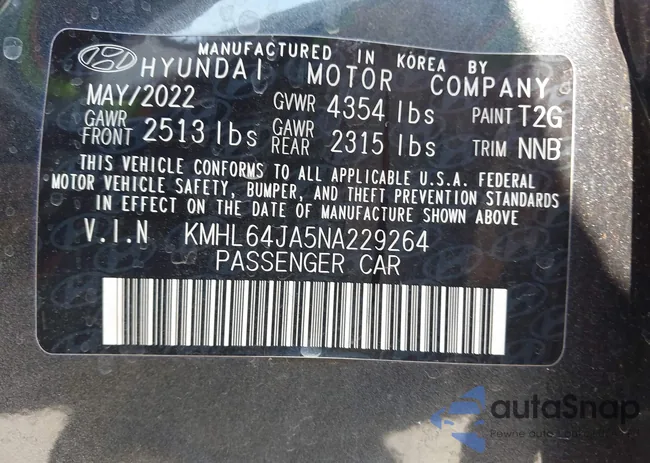 MANUFACTURED IN KOREA BY
HYUNDAI MOTOR COMPANY
MAY/2022 GVWR 4354 lbs PAINT T2G
GAWR FRONT 2513 lbs GAWR REAR 2315 lbs TRIM NNB
THIS VEHICLE CONFORMS TO ALL APPLICABLE U.S.A. FEDERAL
MOTOR VEHICLE SAFETY, BUMPER, AND THEFT PREVENTION STANDARDS
IN EFFECT ON THE DATE OF MANUFACTURE SHOWN ABOVE
V.I.N KMHL64JA5NA229264
PASSENGER CAR
autoSnap